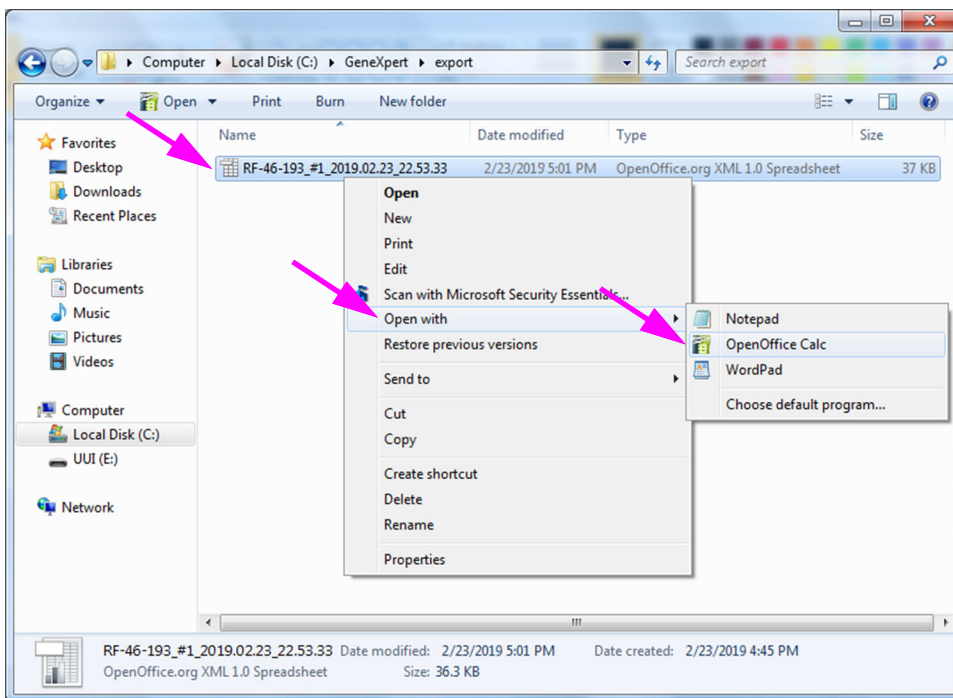 Computer Local Disk (C:) GeneXpert export Search export
Organize Open Print Burn New folder
Name Date modified Type Size
RF-46-193_#1_2019.02.23_22.53.33 2/23/2019 5:01 PM OpenOffice.org XML 1.0 Spreadsheet 37 KB
Favorites
Desktop
Downloads
Recent Places
Libraries
Documents
Music
Pictures
Videos
Computer
Local Disk (C:)
UUI (E:)
Network
Open
New
Print
Edit
Scan with Microsoft Security Essentials...
Open with
Restore previous versions
Send to
Cut
Copy
Create shortcut
Delete
Rename
Properties
Notepad
OpenOffice Calc
WordPad
Choose default program...
RF-46-193_#1_2019.02.23_22.53.33 Date modified: 2/23/2019 5:01 PM Date created: 2/23/2019 4:45 PM
OpenOffice.org XML 1.0 Spreadsheet Size: 36.3 KB